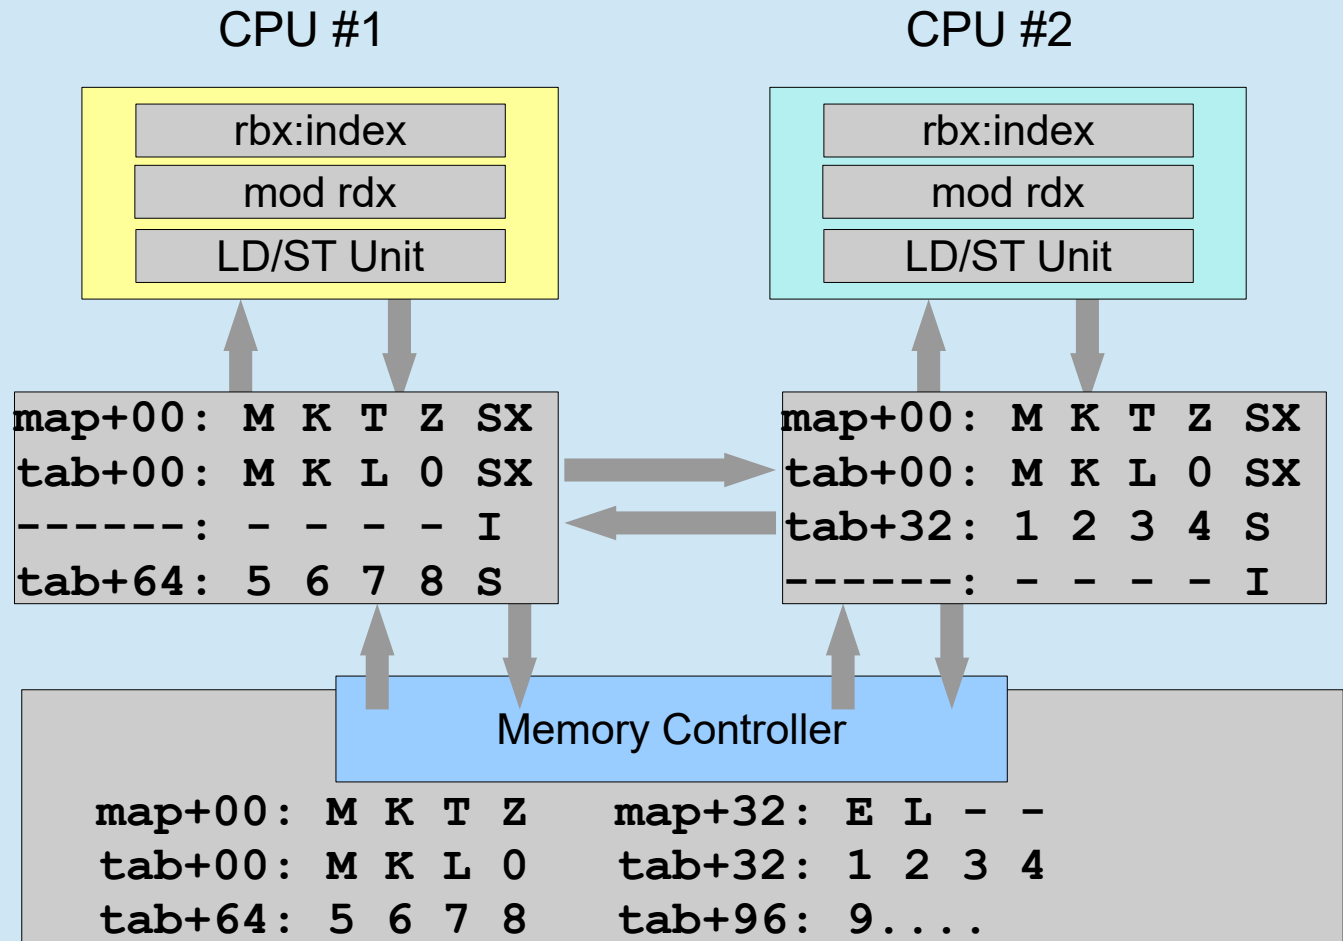 CPU #1
CPU #2
rbx:index
mod rdx
LD/ST Unit
rbx:index
mod rdx
LD/ST Unit
map+00: M K T Z SX
tab+00: M K L 0 SX
------: - - - - I
tab+64: 5 6 7 8 S
map+00: M K T Z SX
tab+00: M K L 0 SX
tab+32: 1 2 3 4 S
------: - - - - I
Memory Controller
map+00: M K T Z
map+32: E L - -
tab+00: M K L 0
tab+32: 1 2 3 4
tab+64: 5 6 7 8
tab+96: 9....